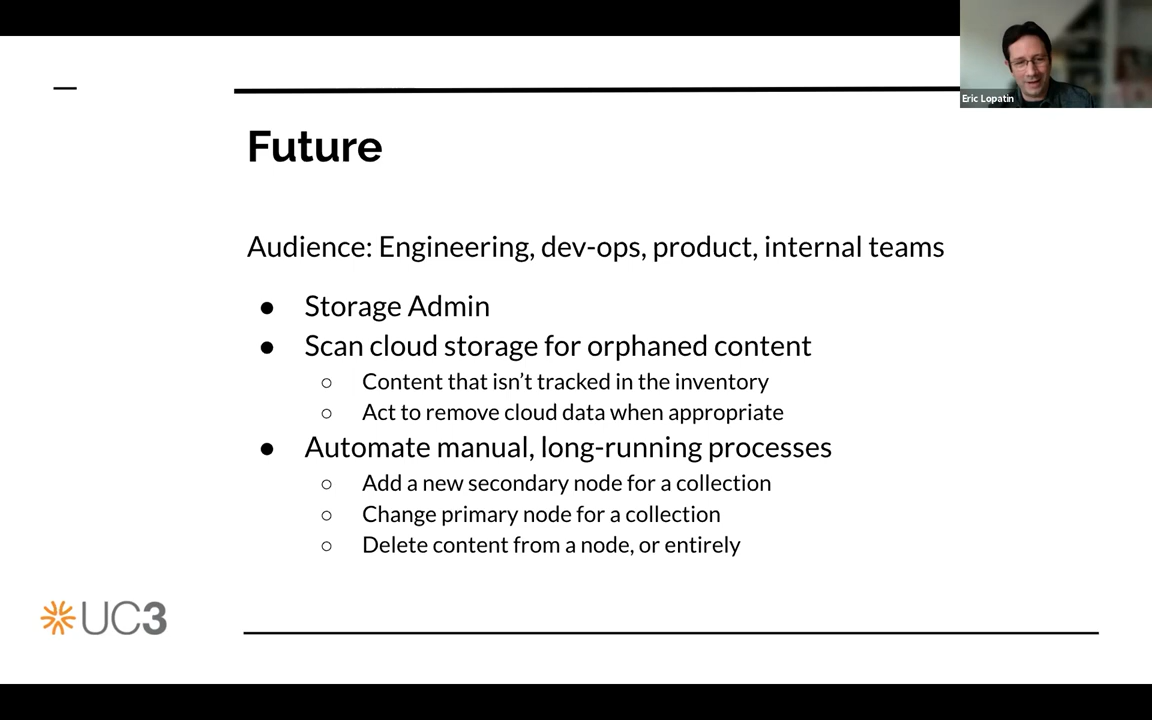 Eric Lopatin
Future
Audience: Engineering, dev-ops, product, internal teams
● Storage Admin
● Scan cloud storage for orphaned content
○ Content that isn’t tracked in the inventory
○ Act to remove cloud data when appropriate
● Automate manual, long-running processes
○ Add a new secondary node for a collection
○ Change primary node for a collection
○ Delete content from a node, or entirely
UC3